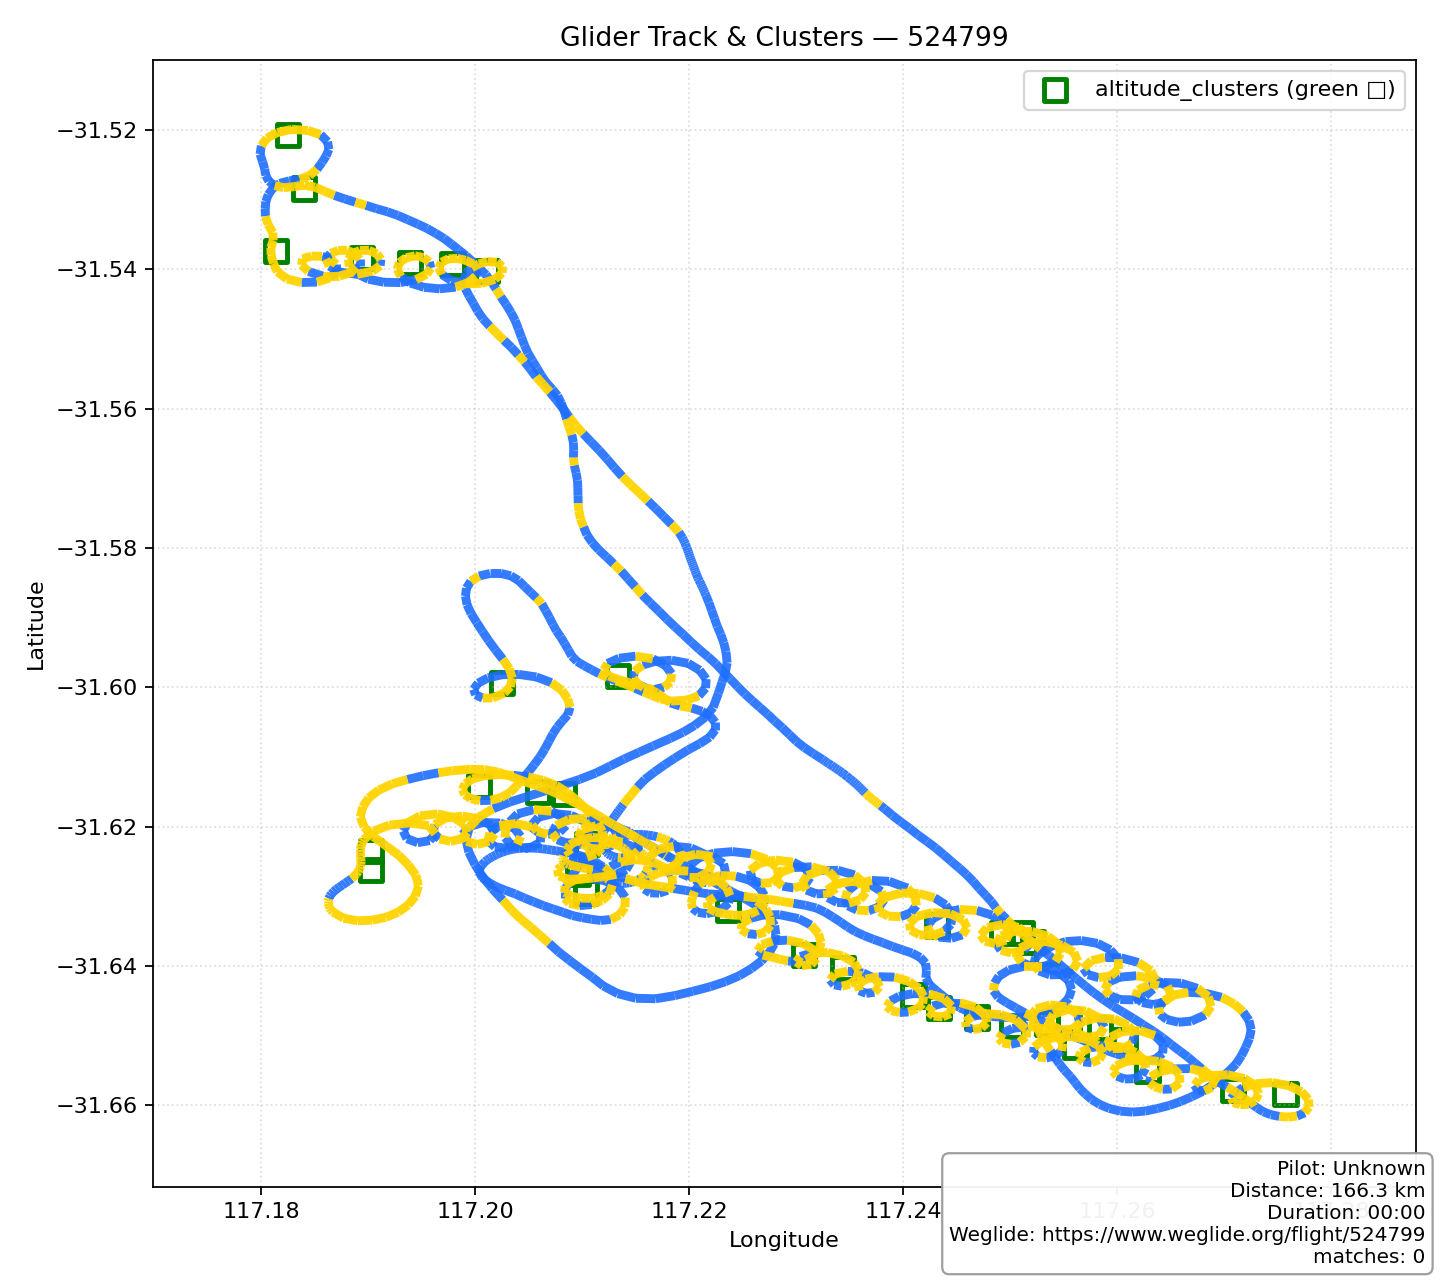 Glider Track & Clusters — 524799
altitude_clusters (green □)
−31.52
−31.54
−31.56
−31.58
−31.60
−31.62
−31.64
−31.66
Latitude
117.18
117.20
117.22
117.24
117.26
Longitude
Pilot: Unknown
Distance: 166.3 km
Duration: 00:00
Weglide: https://www.weglide.org/flight/524799
matches: 0